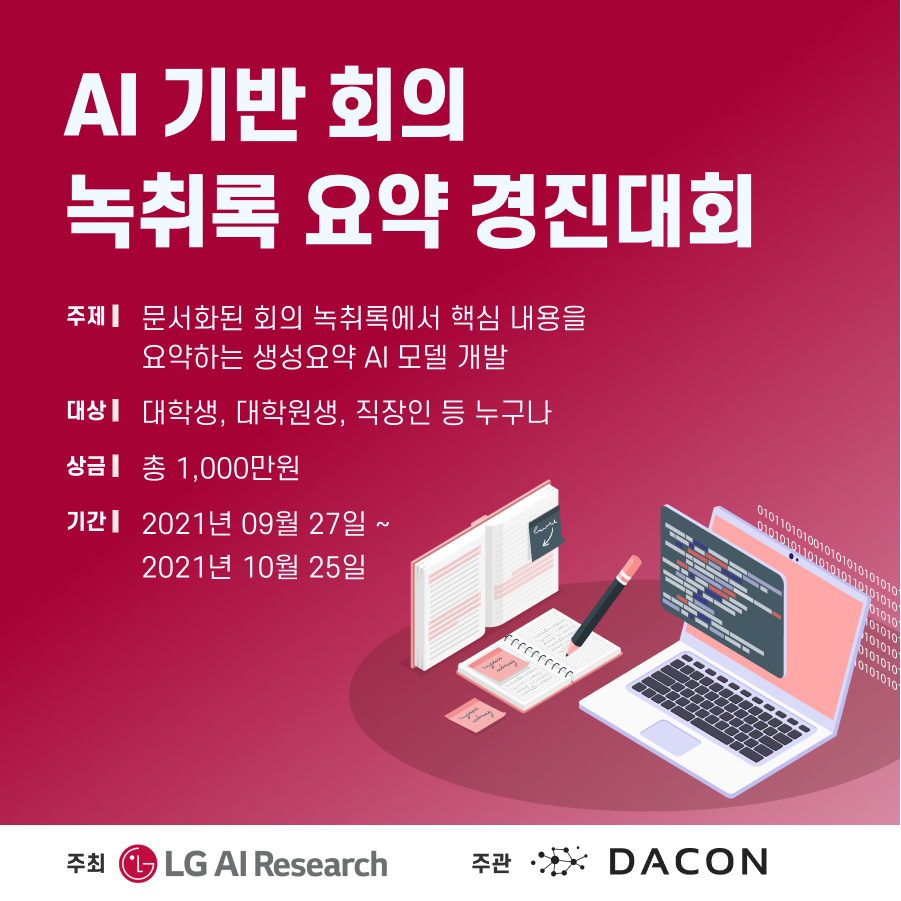 AI 기반 회의
녹취록 요약 경진대회
주제 문서화된 회의 녹취록에서 핵심 내용을
요약하는 생성요약 AI 모델 개발
대상 대학생, 대학원생, 직장인 등 누구나
상금 총 1,000만원
기간 2021년 09월 27일 ~
2021년 10월 25일
주최 LG AI Research
주관 DACON